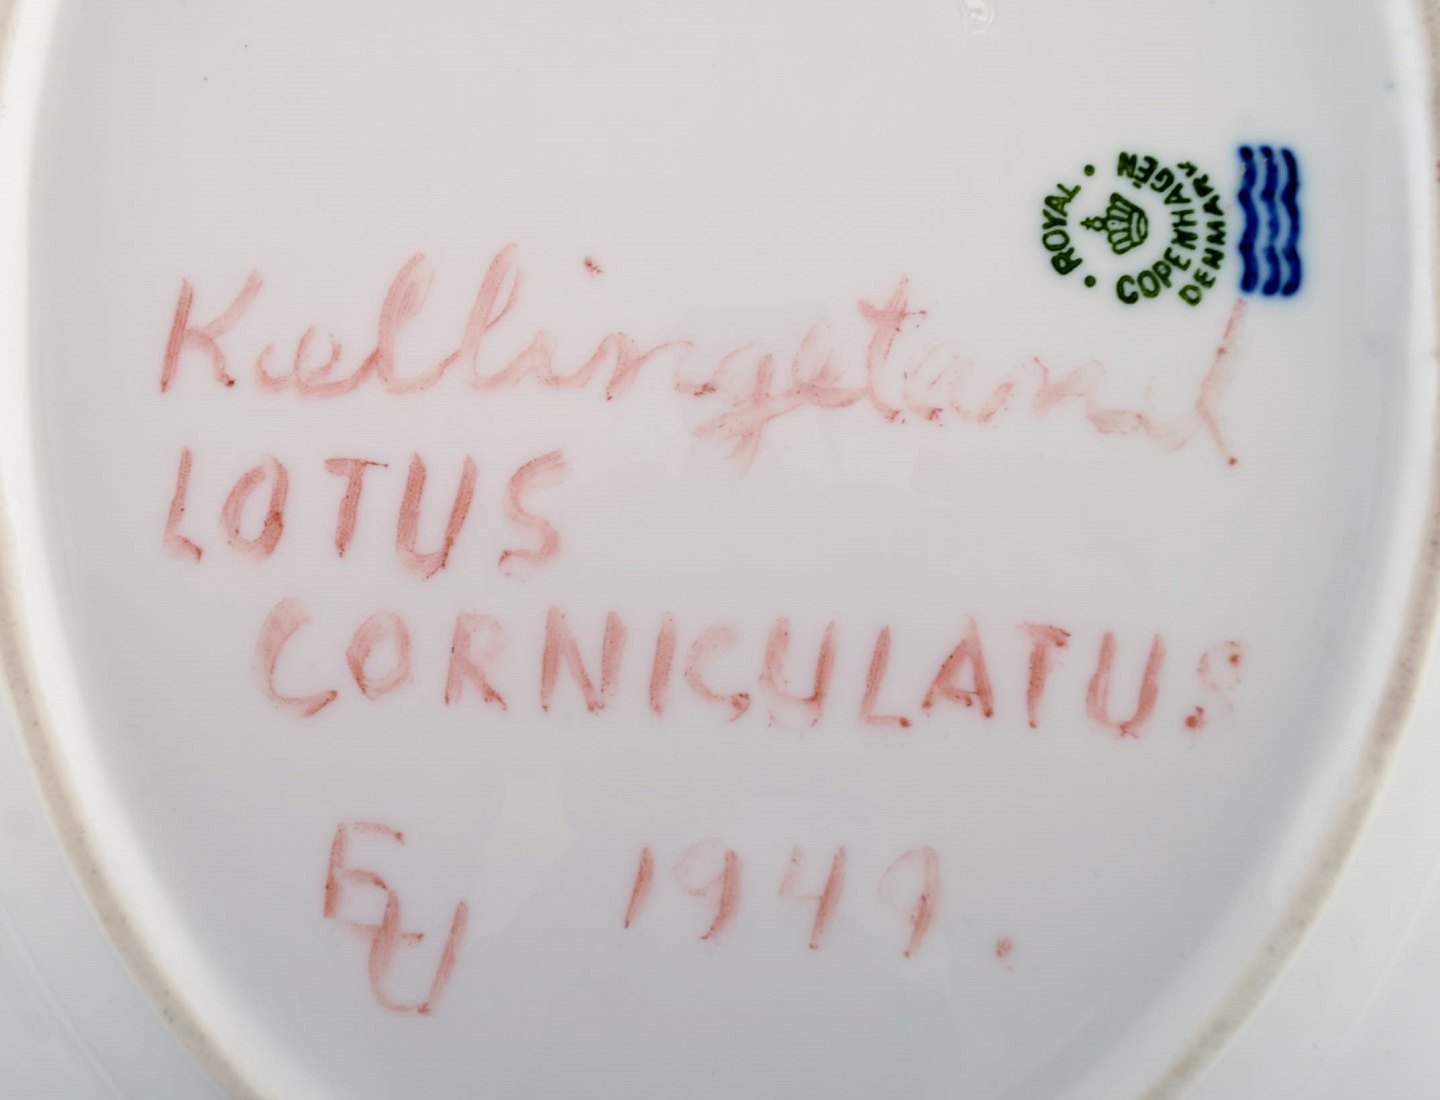 ROYAL COPENHAGEN
DENMARK
Kællingetand
LOTUS
CORNICULATUS
EU 1949.